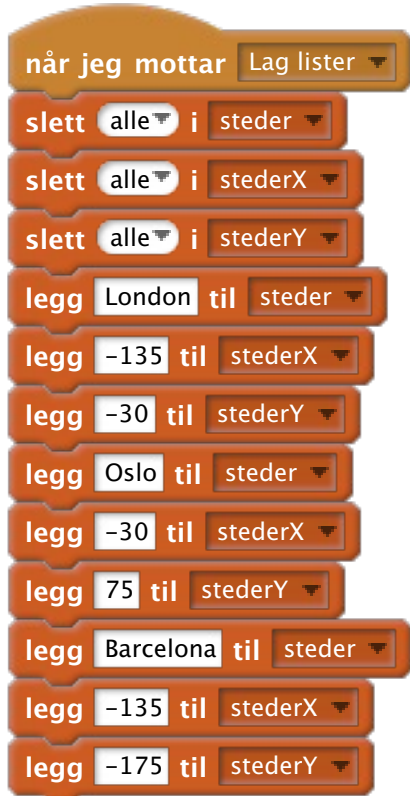 når jeg mottar Lag lister
slett alle i steder
slett alle i stederX
slett alle i stederY
legg London til steder
legg -135 til stederX
legg -30 til stederY
legg Oslo til steder
legg -30 til stederX
legg 75 til stederY
legg Barcelona til steder
legg -135 til stederX
legg -175 til stederY